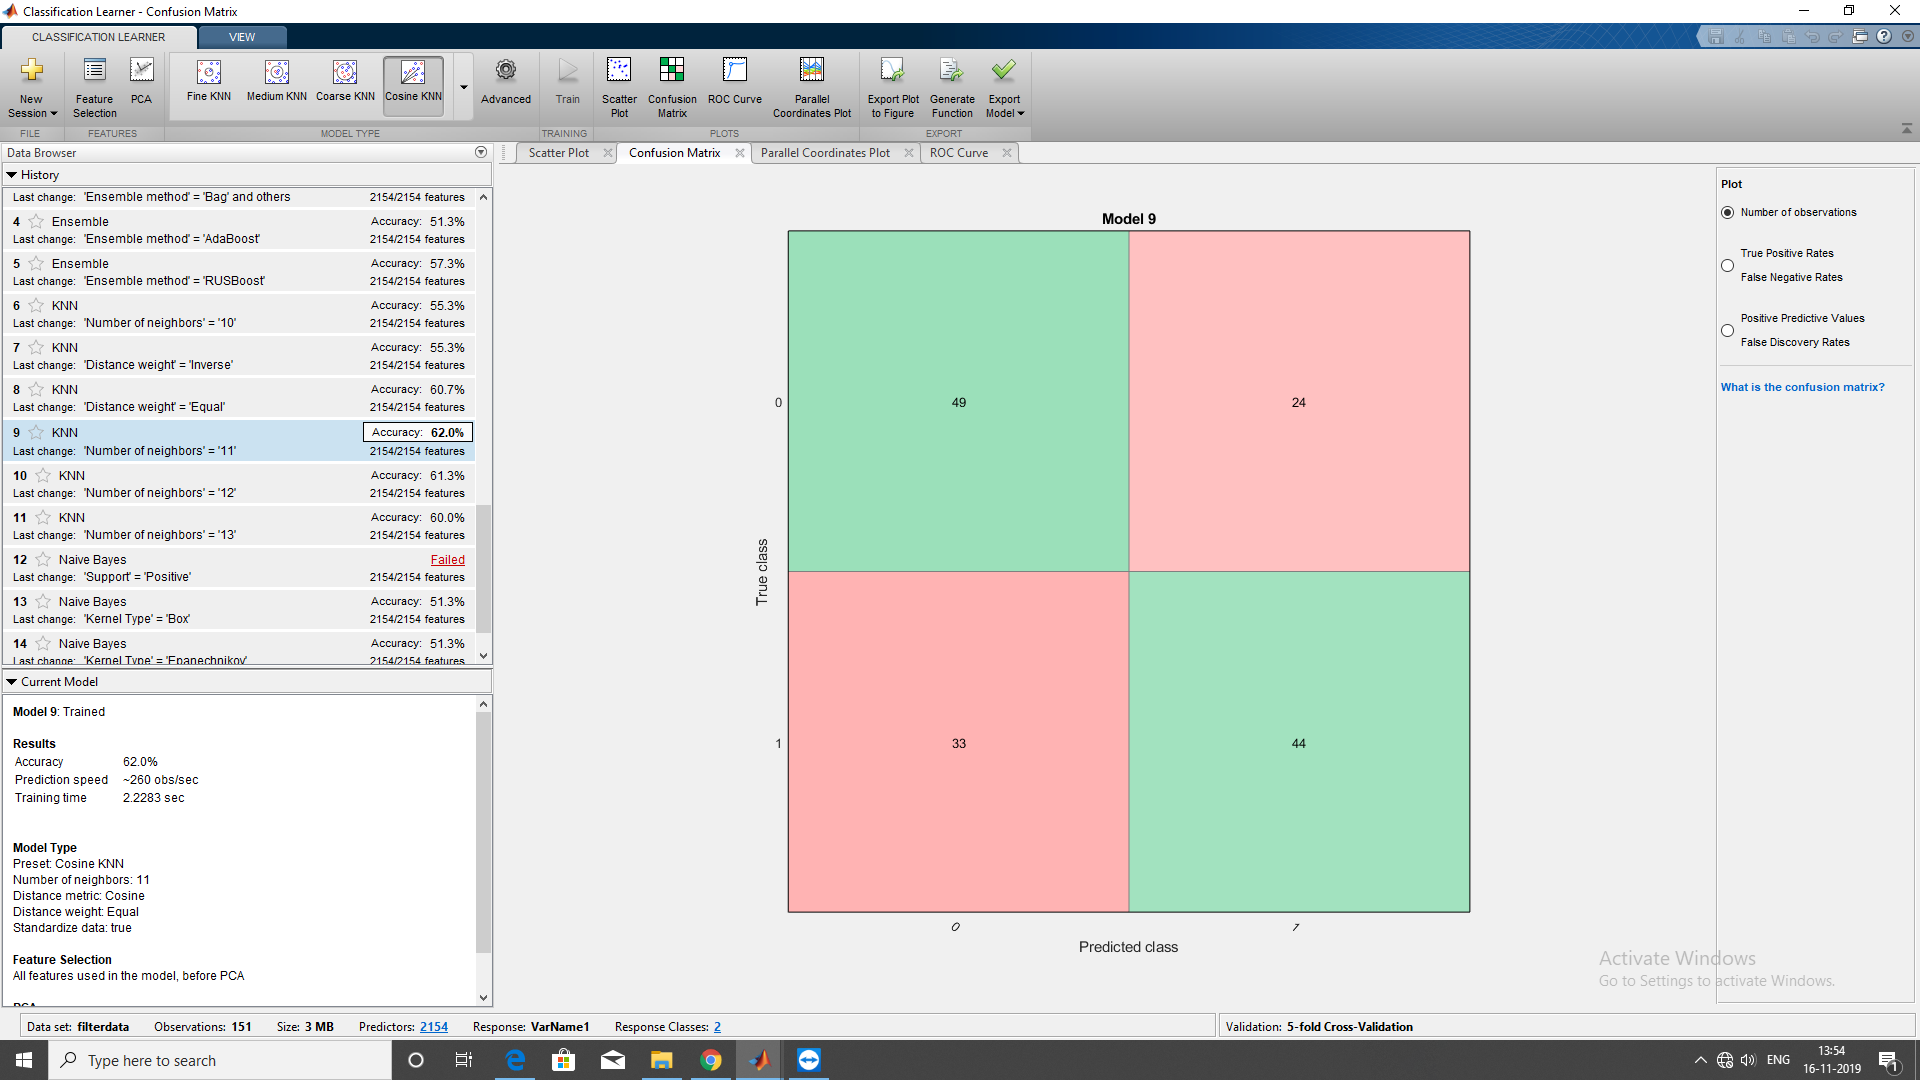 Classification Learner - Confusion Matrix
CLASSIFICATION LEARNER
VIEW
New Session
Feature Selection
PCA
Fine KNN
Medium KNN
Coarse KNN
Cosine KNN
Advanced
Train
Scatter Plot
Confusion Matrix
ROC Curve
Parallel Coordinates Plot
Export Plot to Figure
Generate Function
Export Model
FILE
FEATURES
MODEL TYPE
TRAINING
PLOTS
EXPORT
Data Browser
Scatter Plot
Confusion Matrix
Parallel Coordinates Plot
ROC Curve
History
Last change: 'Ensemble method' = 'Bag' and others 2154/2154 features
4 Ensemble Accuracy: 51.3%
Last change: 'Ensemble method' = 'AdaBoost' 2154/2154 features
5 Ensemble Accuracy: 57.3%
Last change: 'Ensemble method' = 'RUSBoost' 2154/2154 features
6 KNN Accuracy: 55.3%
Last change: 'Number of neighbors' = '10' 2154/2154 features
7 KNN Accuracy: 55.3%
Last change: 'Distance weight' = 'Inverse' 2154/2154 features
8 KNN Accuracy: 60.7%
Last change: 'Distance weight' = 'Equal' 2154/2154 features
9 KNN Accuracy: 62.0%
Last change: 'Number of neighbors' = '11' 2154/2154 features
10 KNN Accuracy: 61.3%
Last change: 'Number of neighbors' = '12' 2154/2154 features
11 KNN Accuracy: 60.0%
Last change: 'Number of neighbors' = '13' 2154/2154 features
12 Naive Bayes Failed
Last change: 'Support' = 'Positive' 2154/2154 features
13 Naive Bayes Accuracy: 51.3%
Last change: 'Kernel Type' = 'Box' 2154/2154 features
14 Naive Bayes Accuracy: 51.3%
Last change: 'Kernel Type' = 'Epanechnikov' 2154/2154 features
Current Model
Model 9: Trained
Results
Accuracy 62.0%
Prediction speed ~260 obs/sec
Training time 2.2283 sec
Model Type
Preset: Cosine KNN
Number of neighbors: 11
Distance metric: Cosine
Distance weight: Equal
Standardize data: true
Feature Selection
All features used in the model, before PCA
PCA
Model 9
0
49
24
True class
1
33
44
0
1
Predicted class
Plot
Number of observations
True Positive Rates
False Negative Rates
Positive Predictive Values
False Discovery Rates
What is the confusion matrix?
Activate Windows
Go to Settings to activate Windows.
Data set: filterdata Observations: 151 Size: 3 MB Predictors: 2154 Response: VarName1 Response Classes: 2
Validation: 5-fold Cross-Validation
Type here to search
ENG
13:54
16-11-2019
1